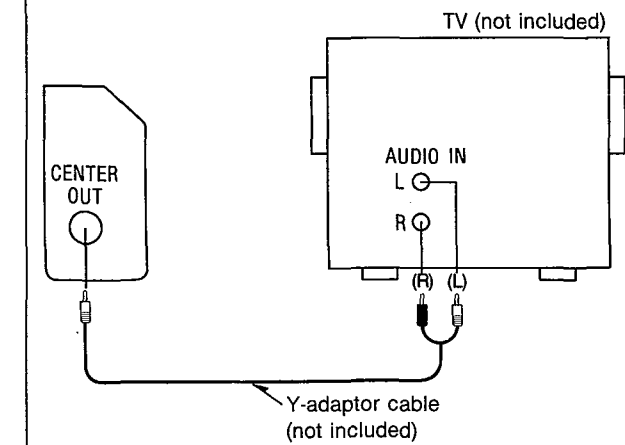 TV (not included)
CENTER
OUT
AUDIO IN
L
R
(R) (L)
Y-adaptor cable
(not included)